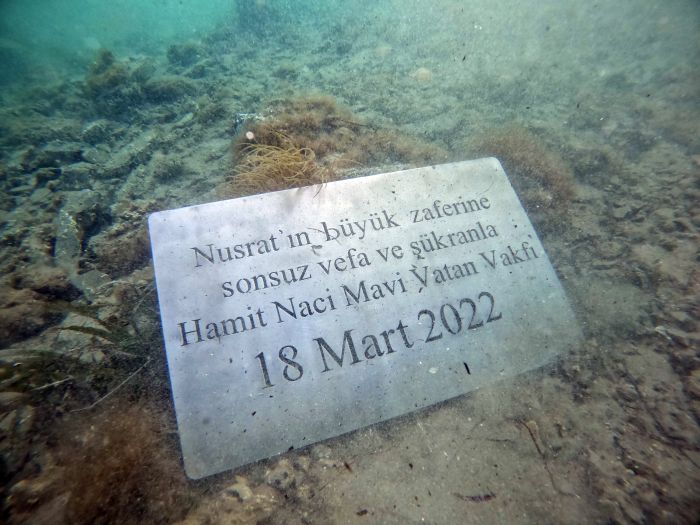 Nusrat'ın büyük zaferine
sonsuz vefa ve şükranla
Hamit Naci Mavi Vatan Vakfı
18 Mart 2022